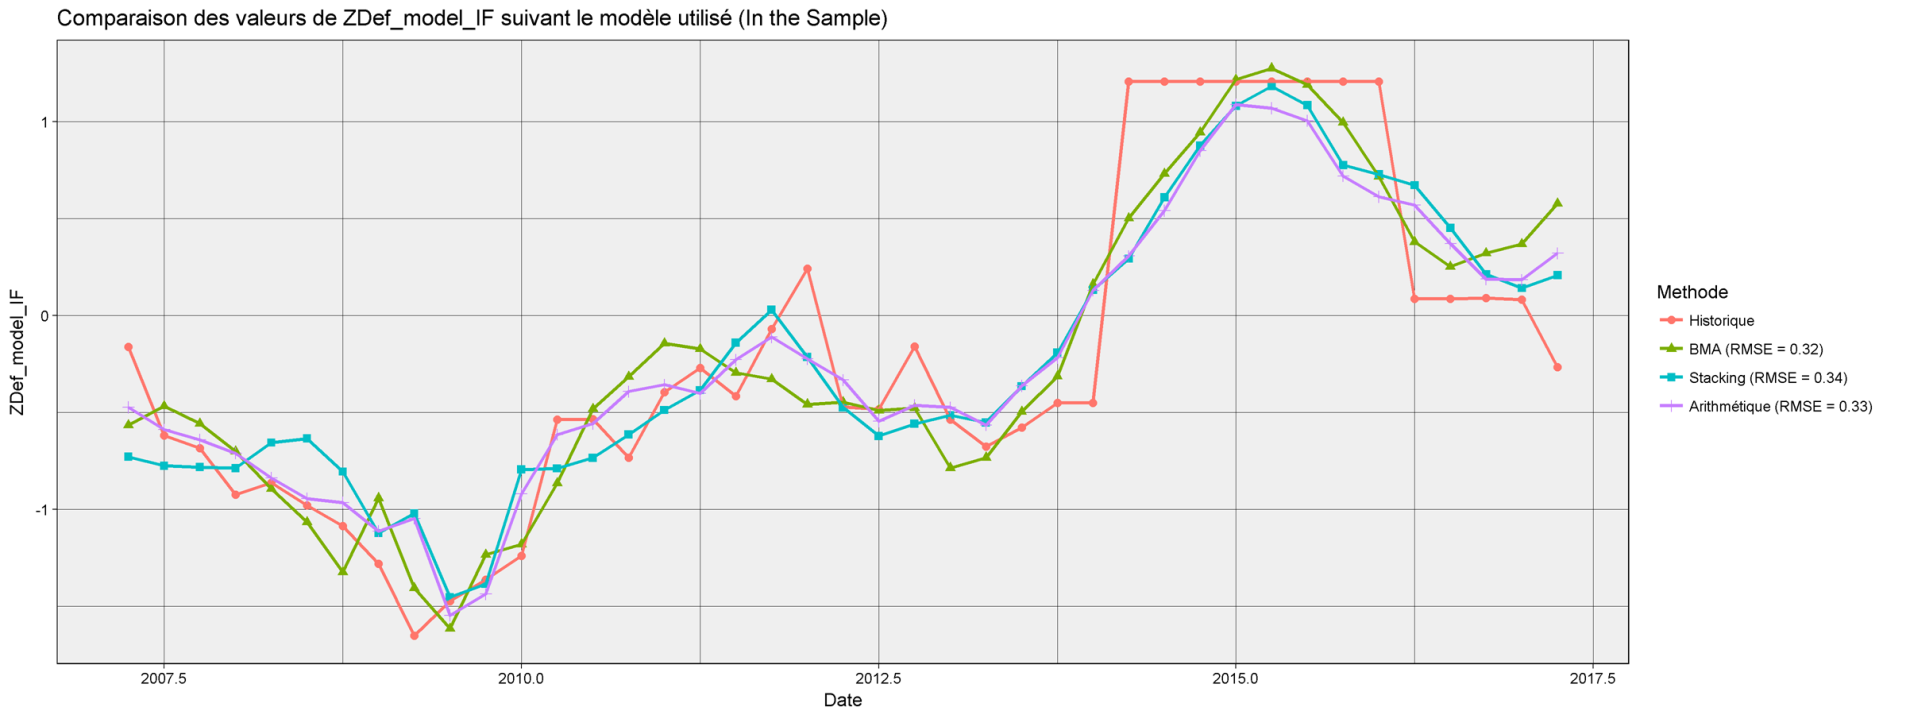 Comparaison des valeurs de ZDef_model_IF suivant le modèle utilisé (In the Sample)
ZDef_model_IF
1
0
-1
2007.5
2010.0
2012.5
2015.0
2017.5
Date
Methode
Historique
BMA (RMSE = 0.32)
Stacking (RMSE = 0.34)
Arithmétique (RMSE = 0.33)